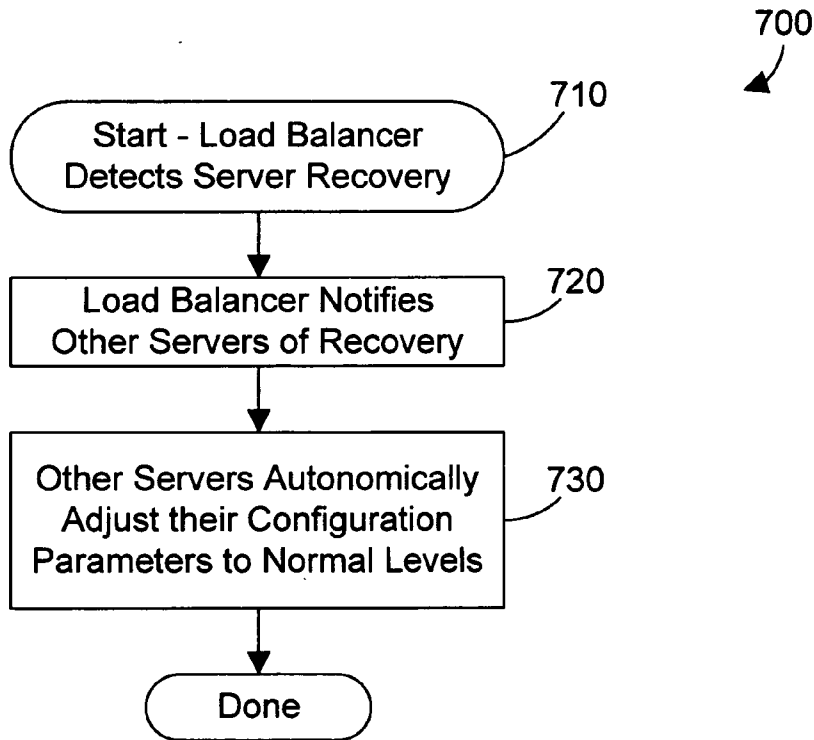 700
710
Start - Load Balancer
Detects Server Recovery
720
Load Balancer Notifies
Other Servers of Recovery
730
Other Servers Autonomically
Adjust their Configuration
Parameters to Normal Levels
Done